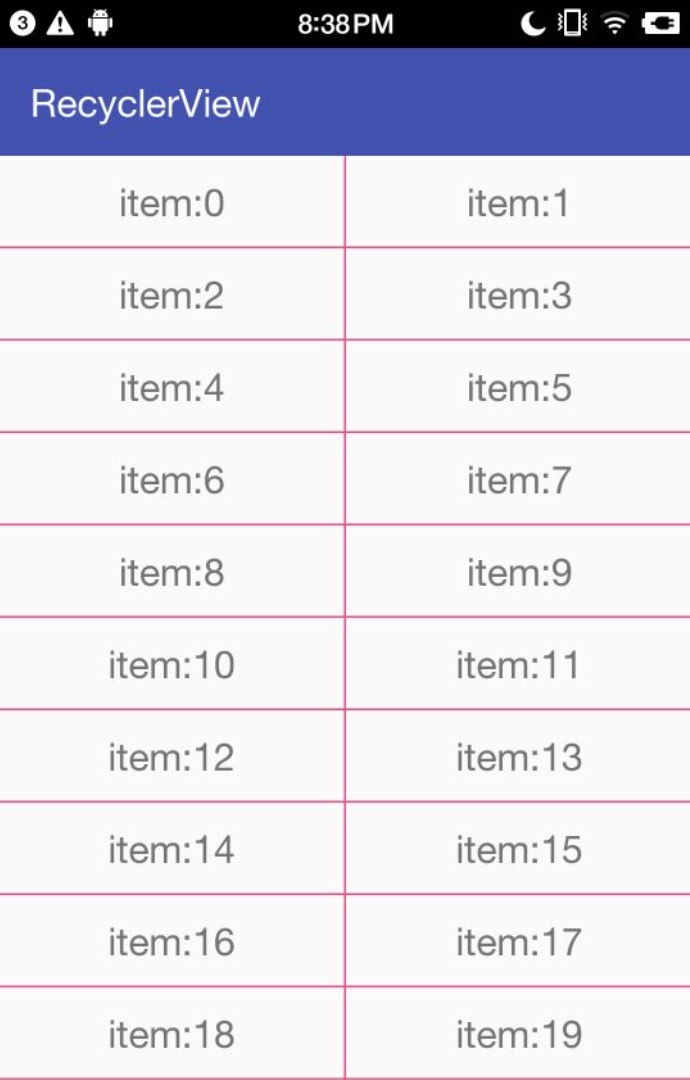 3 8:38PM
RecyclerView
item:0 item:1
item:2 item:3
item:4 item:5
item:6 item:7
item:8 item:9
item:10 item:11
item:12 item:13
item:14 item:15
item:16 item:17
item:18 item:19